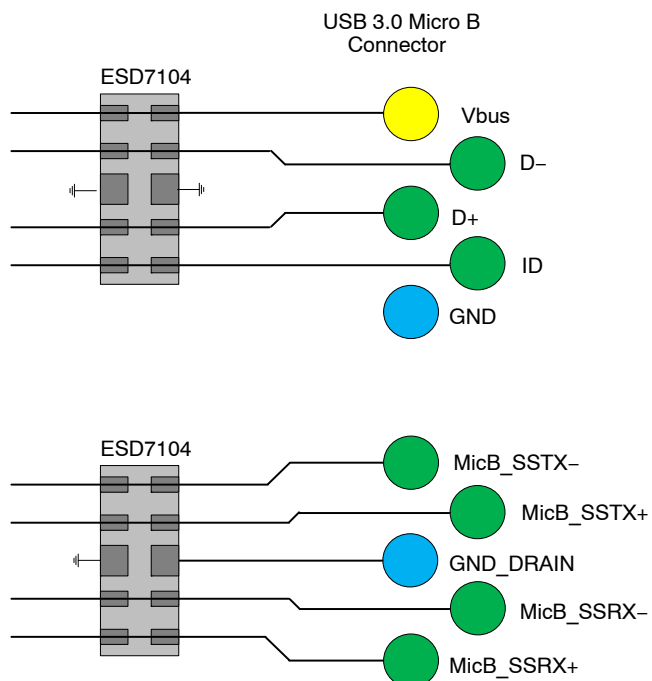 USB 3.0 Micro B
Connector
ESD7104
Vbus
D−
D+
ID
GND
ESD7104
MicB_SSTX−
MicB_SSTX+
GND_DRAIN
MicB_SSRX−
MicB_SSRX+